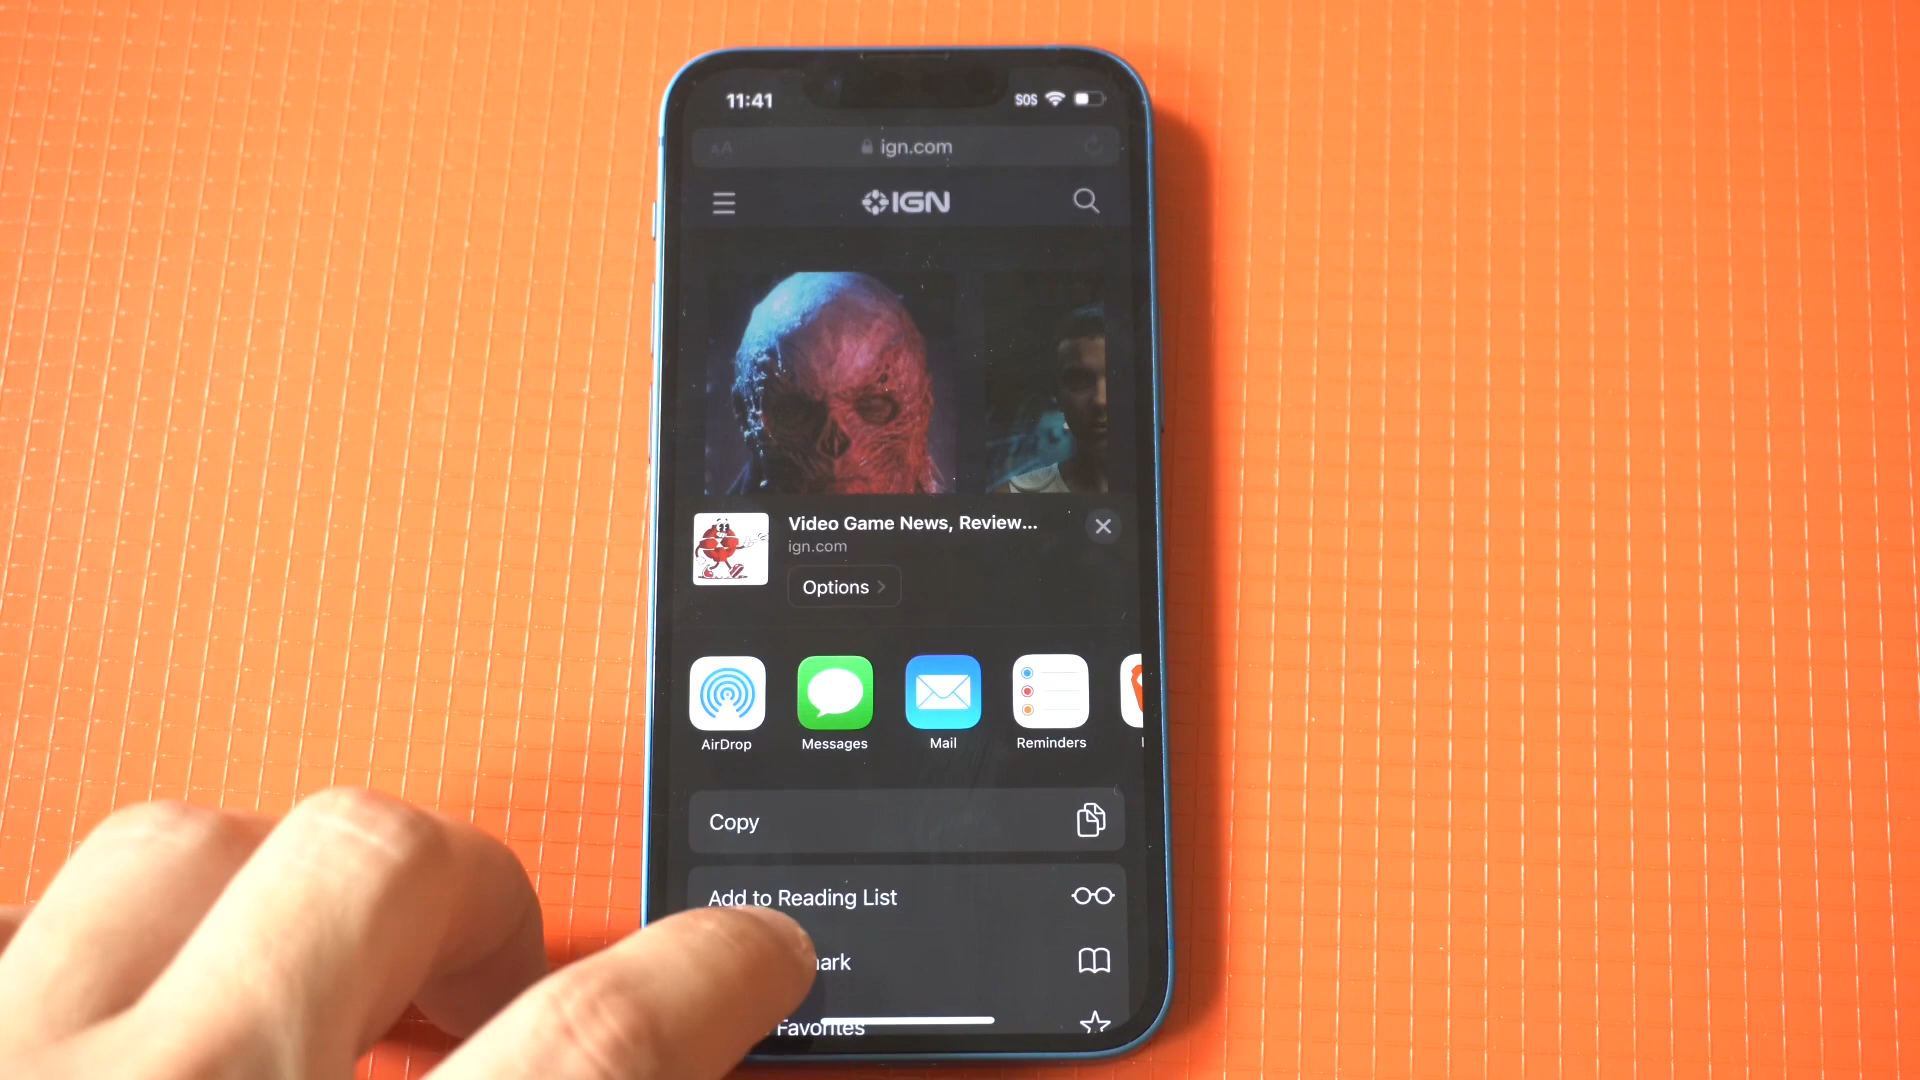 11:41
SOS
AA
ign.com
IGN
Video Game News, Review...
ign.com
Options
AirDrop
Messages
Mail
Reminders
Copy
Add to Reading List
Favorites